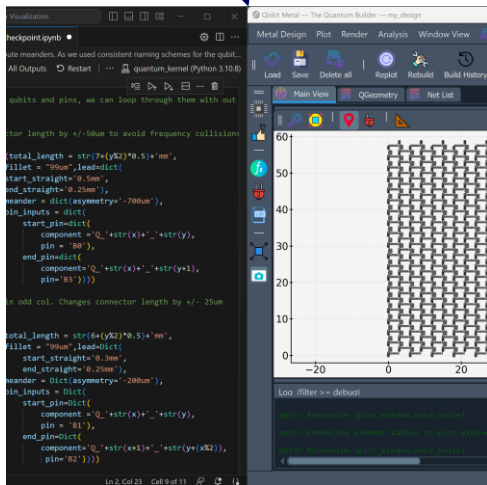 Visualization
heckpoint.ipynb
ute meanders. As we used consistent naming schemes for the qubit...
All Outputs Restart ... quantum_kernel (Python 3.10.8)
qubits and pins, we can loop through them with out
ctor length by +/-50um to avoid frequency collisions
(total_length = str(7+(y%2)*0.5)+'mm',
fillet = "99um",lead=dict(
start_straight='0.5mm',
end_straight='0.25mm'),
meander = dict(asymmetry='-700um'),
pin_inputs = dict(
start_pin=dict(
component ='Q_'+str(x)+'_'+str(y),
pin = 'B0'),
end_pin=dict(
component='Q_'+str(x)+'_'+str(y+1),
pin='B3'))))
in odd col. Changes connector length by +/- 25um
total_length = str(6+(y%2)*0.5)+'mm',
fillet = "99um",lead=Dict(
start_straight='0.3mm',
end_straight='0.25mm'),
meander = Dict(asymmetry='-200um'),
pin_inputs = Dict(
start_pin=Dict(
component ='Q_'+str(x)+'_'+str(y),
pin = 'B1'),
end_pin=Dict(
component='Q_'+str(x+1)+'_'+str(y+(x%2)),
pin='B2'))))
Ln 2, Col 23 Cell 9 of 11
Qiskit Metal — The Quantum Builder — my_design
Metal Design Plot Render Analysis Window View
Load Save Delete all Replot Rebuild Build History
Main View QGeometry Net List
60
50
40
30
20
10
0
−20 0 20
Log (filter >= debug)